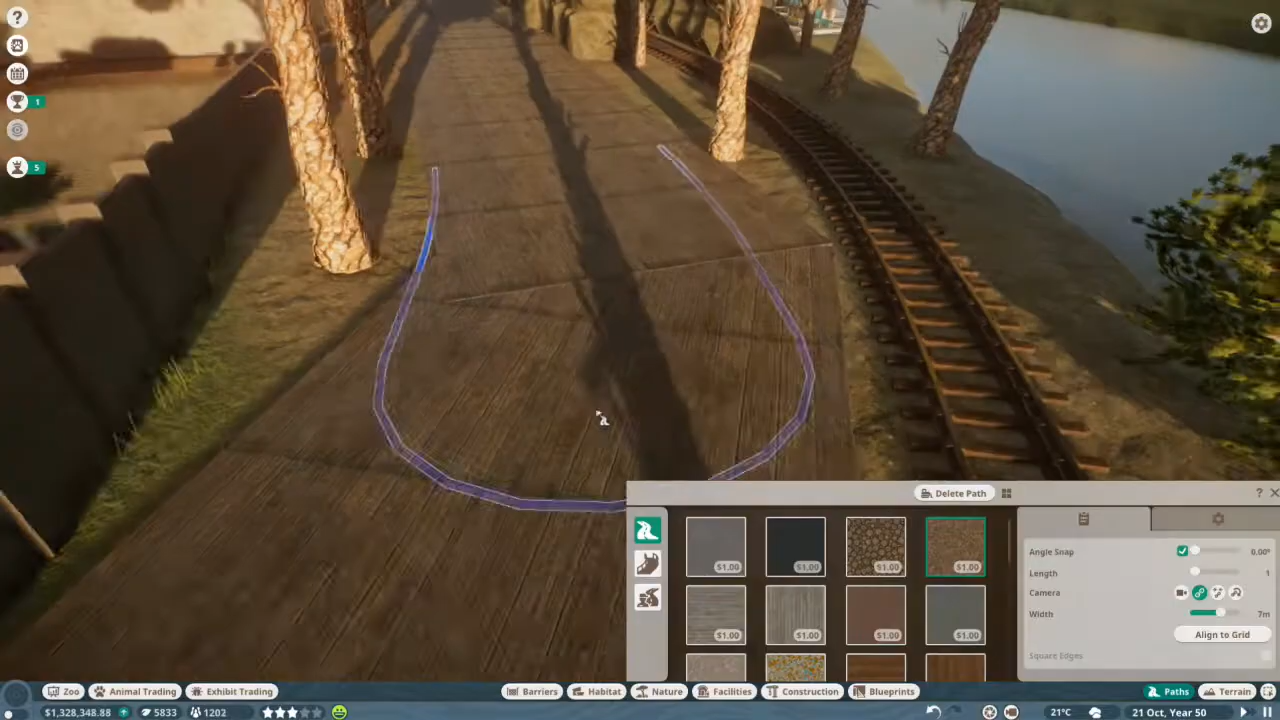 ?
1
5
Delete Path
?
$1.00 $1.00 $1.00 $1.00
$1.00 $1.00 $1.00 $1.00
Angle Snap 0.00°
Length 1
Camera
Width 7m
Align to Grid
Square Edges
Zoo Animal Trading Exhibit Trading Barriers Habitat Nature Facilities Construction Blueprints Paths Terrain
$1,328,348.88 5833 1202 21°C 21 Oct, Year 50